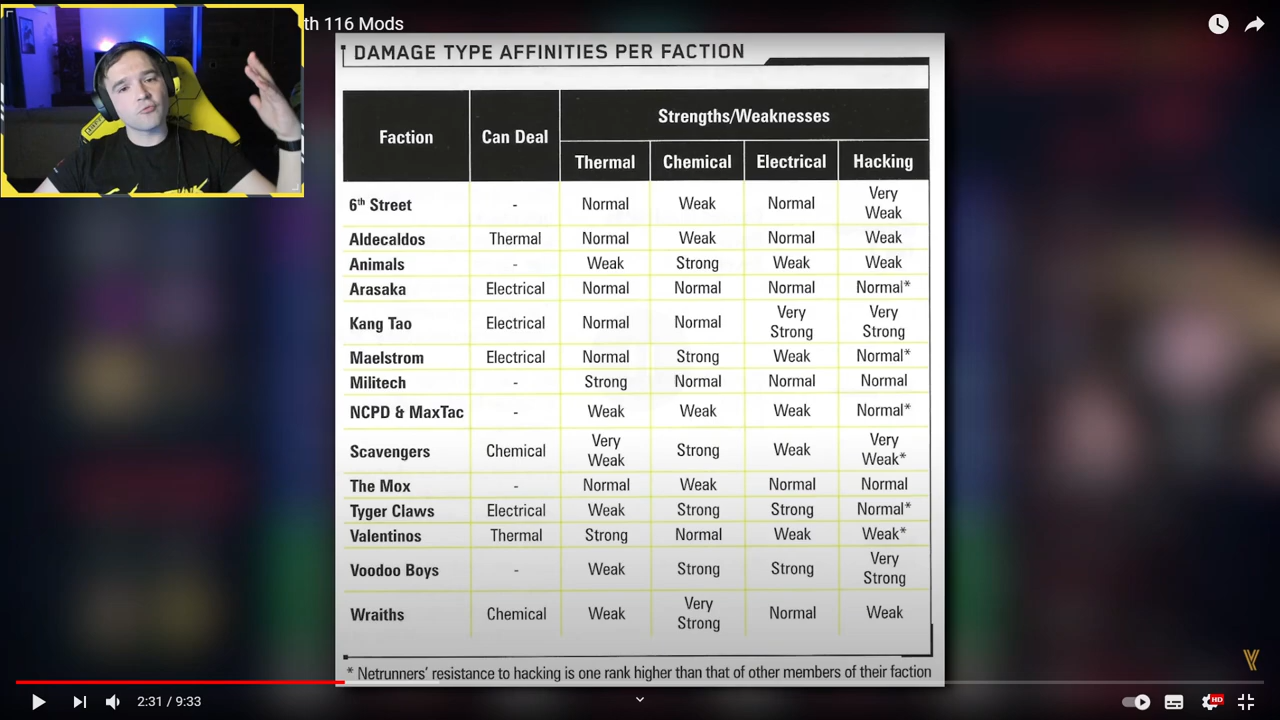 th 116 Mods
DAMAGE TYPE AFFINITIES PER FACTION
Faction Can Deal Strengths/Weaknesses
Thermal Chemical Electrical Hacking
6th Street - Normal Weak Normal Very Weak
Aldecaldos Thermal Normal Weak Normal Weak
Animals - Weak Strong Weak Weak
Arasaka Electrical Normal Normal Normal Normal*
Kang Tao Electrical Normal Normal Very Strong Very Strong
Maelstrom Electrical Normal Strong Weak Normal*
Militech - Strong Normal Normal Normal
NCPD & MaxTac - Weak Weak Weak Normal*
Scavengers Chemical Very Weak Strong Weak Very Weak*
The Mox - Normal Weak Normal Normal
Tyger Claws Electrical Weak Strong Strong Normal*
Valentinos Thermal Strong Normal Weak Weak*
Voodoo Boys - Weak Strong Strong Very Strong
Wraiths Chemical Weak Very Strong Normal Weak
* Netrunners' resistance to hacking is one rank higher than that of other members of their faction
2:31 / 9:33
HD